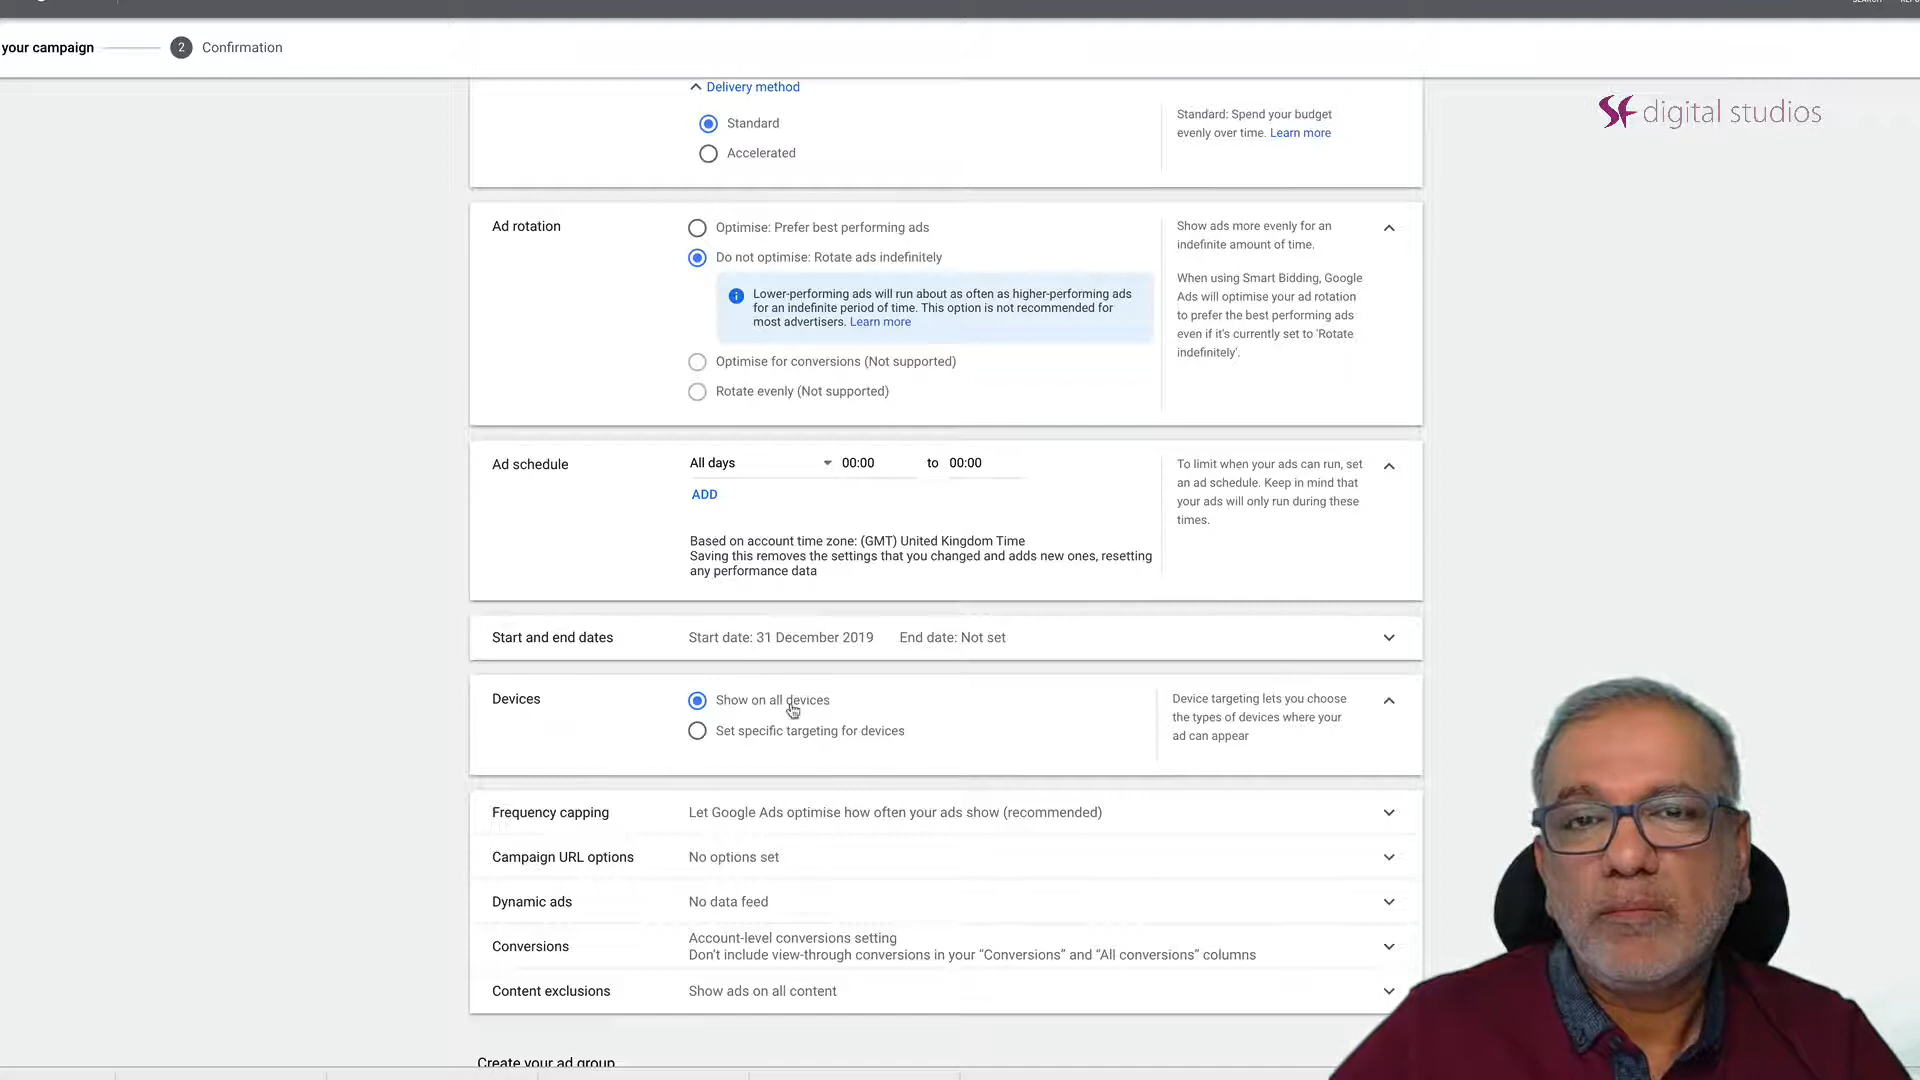 your campaign
2
Confirmation
Delivery method
Standard
Accelerated
Standard: Spend your budget
evenly over time. Learn more
SF digital studios
Ad rotation
Optimise: Prefer best performing ads
Do not optimise: Rotate ads indefinitely
Lower-performing ads will run about as often as higher-performing ads
for an indefinite period of time. This option is not recommended for
most advertisers. Learn more
Optimise for conversions (Not supported)
Rotate evenly (Not supported)
Show ads more evenly for an
indefinite amount of time.
When using Smart Bidding, Google
Ads will optimise your ad rotation
to prefer the best performing ads
even if it's currently set to 'Rotate
indefinitely'.
Ad schedule
All days 00:00 to 00:00
ADD
Based on account time zone: (GMT) United Kingdom Time
Saving this removes the settings that you changed and adds new ones, resetting
any performance data
To limit when your ads can run, set
an ad schedule. Keep in mind that
your ads will only run during these
times.
Start and end dates
Start date: 31 December 2019 End date: Not set
Devices
Show on all devices
Set specific targeting for devices
Device targeting lets you choose
the types of devices where your
ad can appear
Frequency capping
Let Google Ads optimise how often your ads show (recommended)
Campaign URL options
No options set
Dynamic ads
No data feed
Conversions
Account-level conversions setting
Don't include view-through conversions in your “Conversions” and “All conversions” columns
Content exclusions
Show ads on all content
Create your ad group